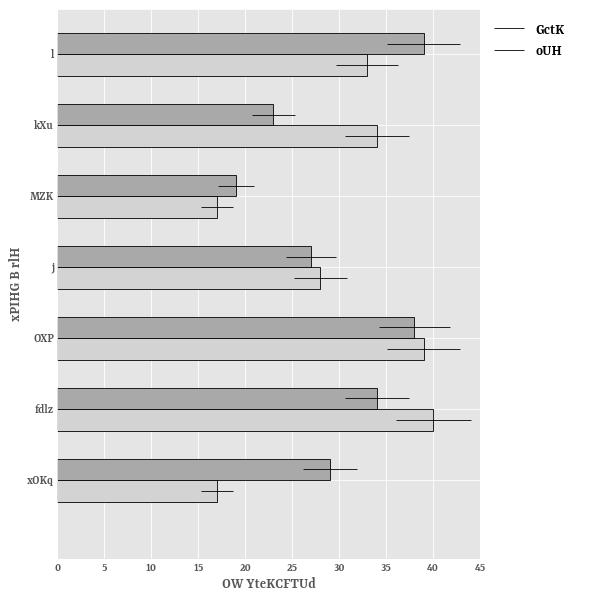 GctK
oUH
l
kXu
MZK
j
OXP
fdlz
xOKq
0 5 10 15 20 25 30 35 40 45
OW YteKCFTUd
xPIHG B rlH